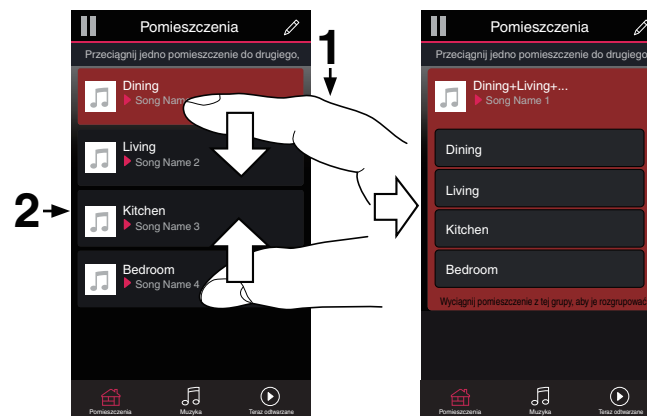 Pomieszczenia
Przeciągnij jedno pomieszczenie do drugiego,
1
Dining
Song Nam
Living
Song Name 2
2
Kitchen
Song Name 3
Bedroom
Song Name 4
Pomieszczenia
Muzyka
Teraz odtwarzane
Pomieszczenia
Przeciągnij jedno pomieszczenie do drugiego
Dining+Living+...
Song Name 1
Dining
Living
Kitchen
Bedroom
Wyciągnij pomieszczenie z tej grupy, aby je rozgrupować
Pomieszczenia
Muzyka
Teraz odtwarzane